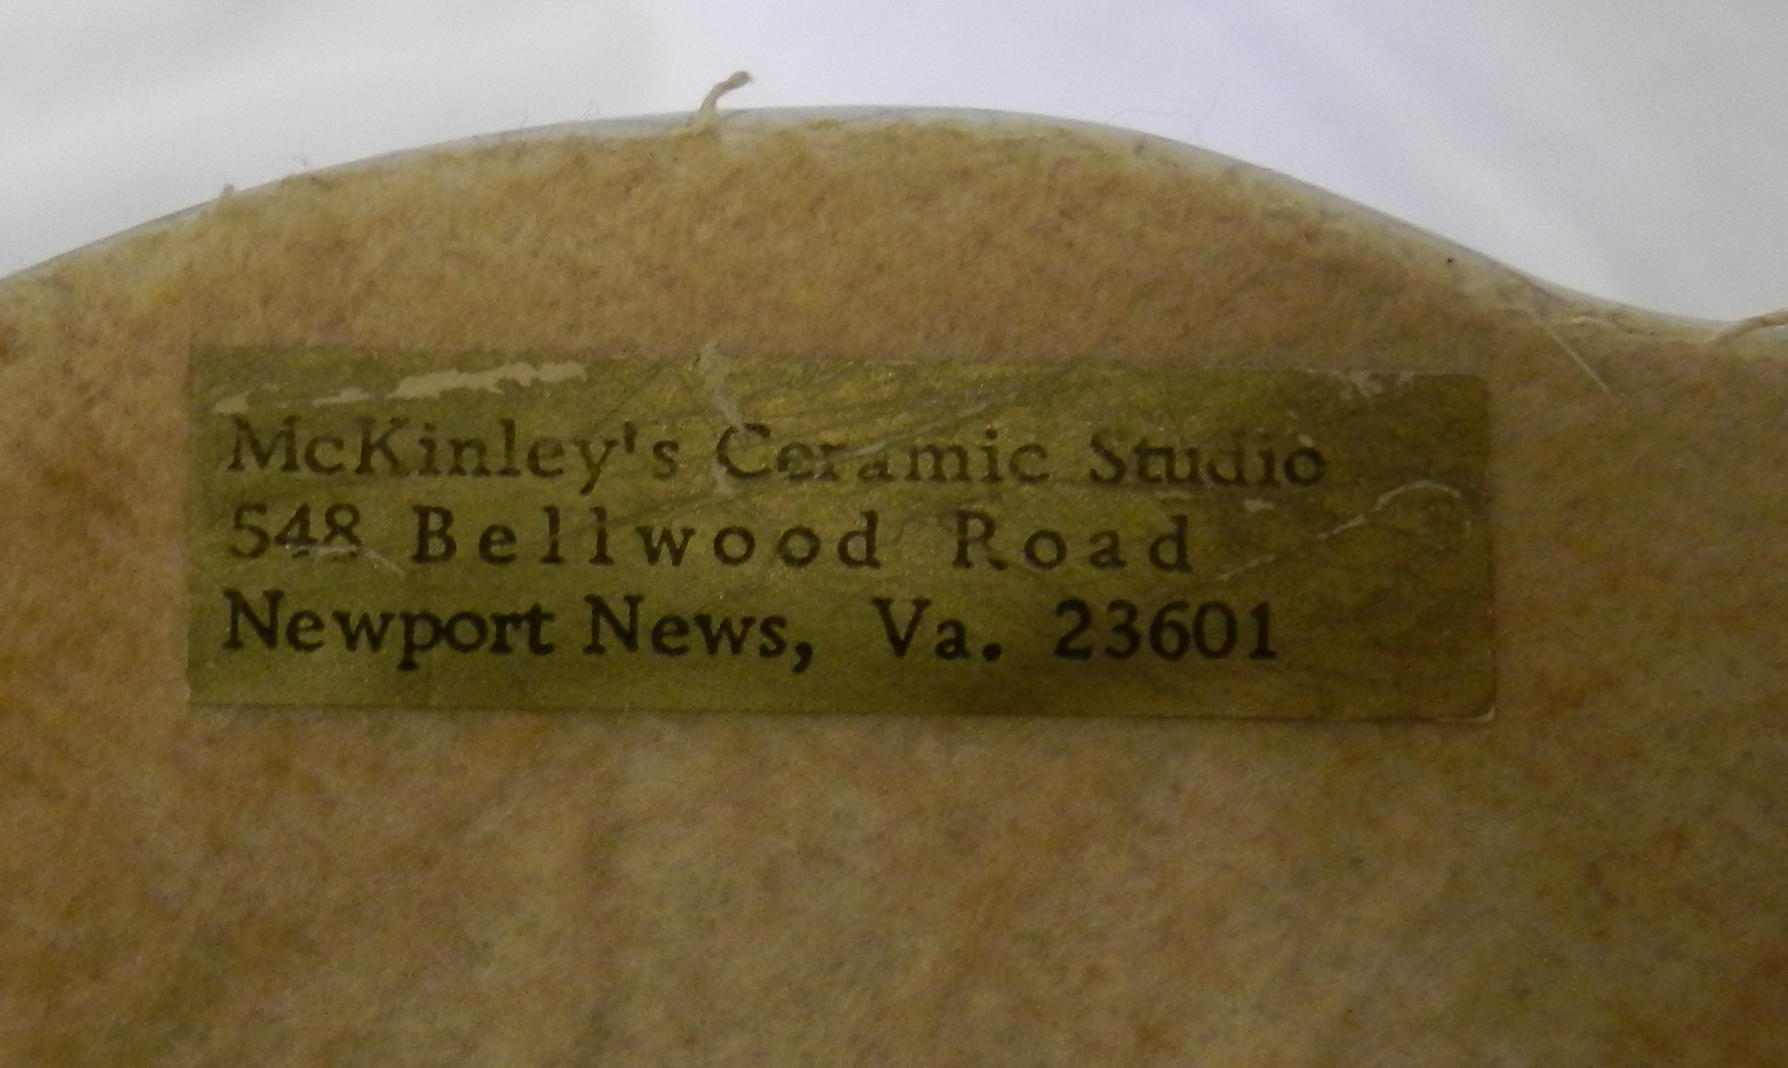 McKinley's Ceramic Studio
548 Bellwood Road
Newport News, Va. 23601